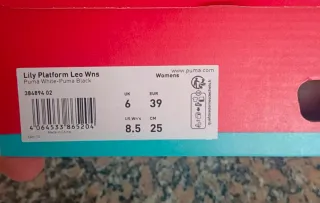 www.puma.com
Lily Platform Leo Wns
Womens
Puma White-Puma Black
384894 02
UK
EUR
6
39
US Wn's
CM
8.5
25
4 064533 865204